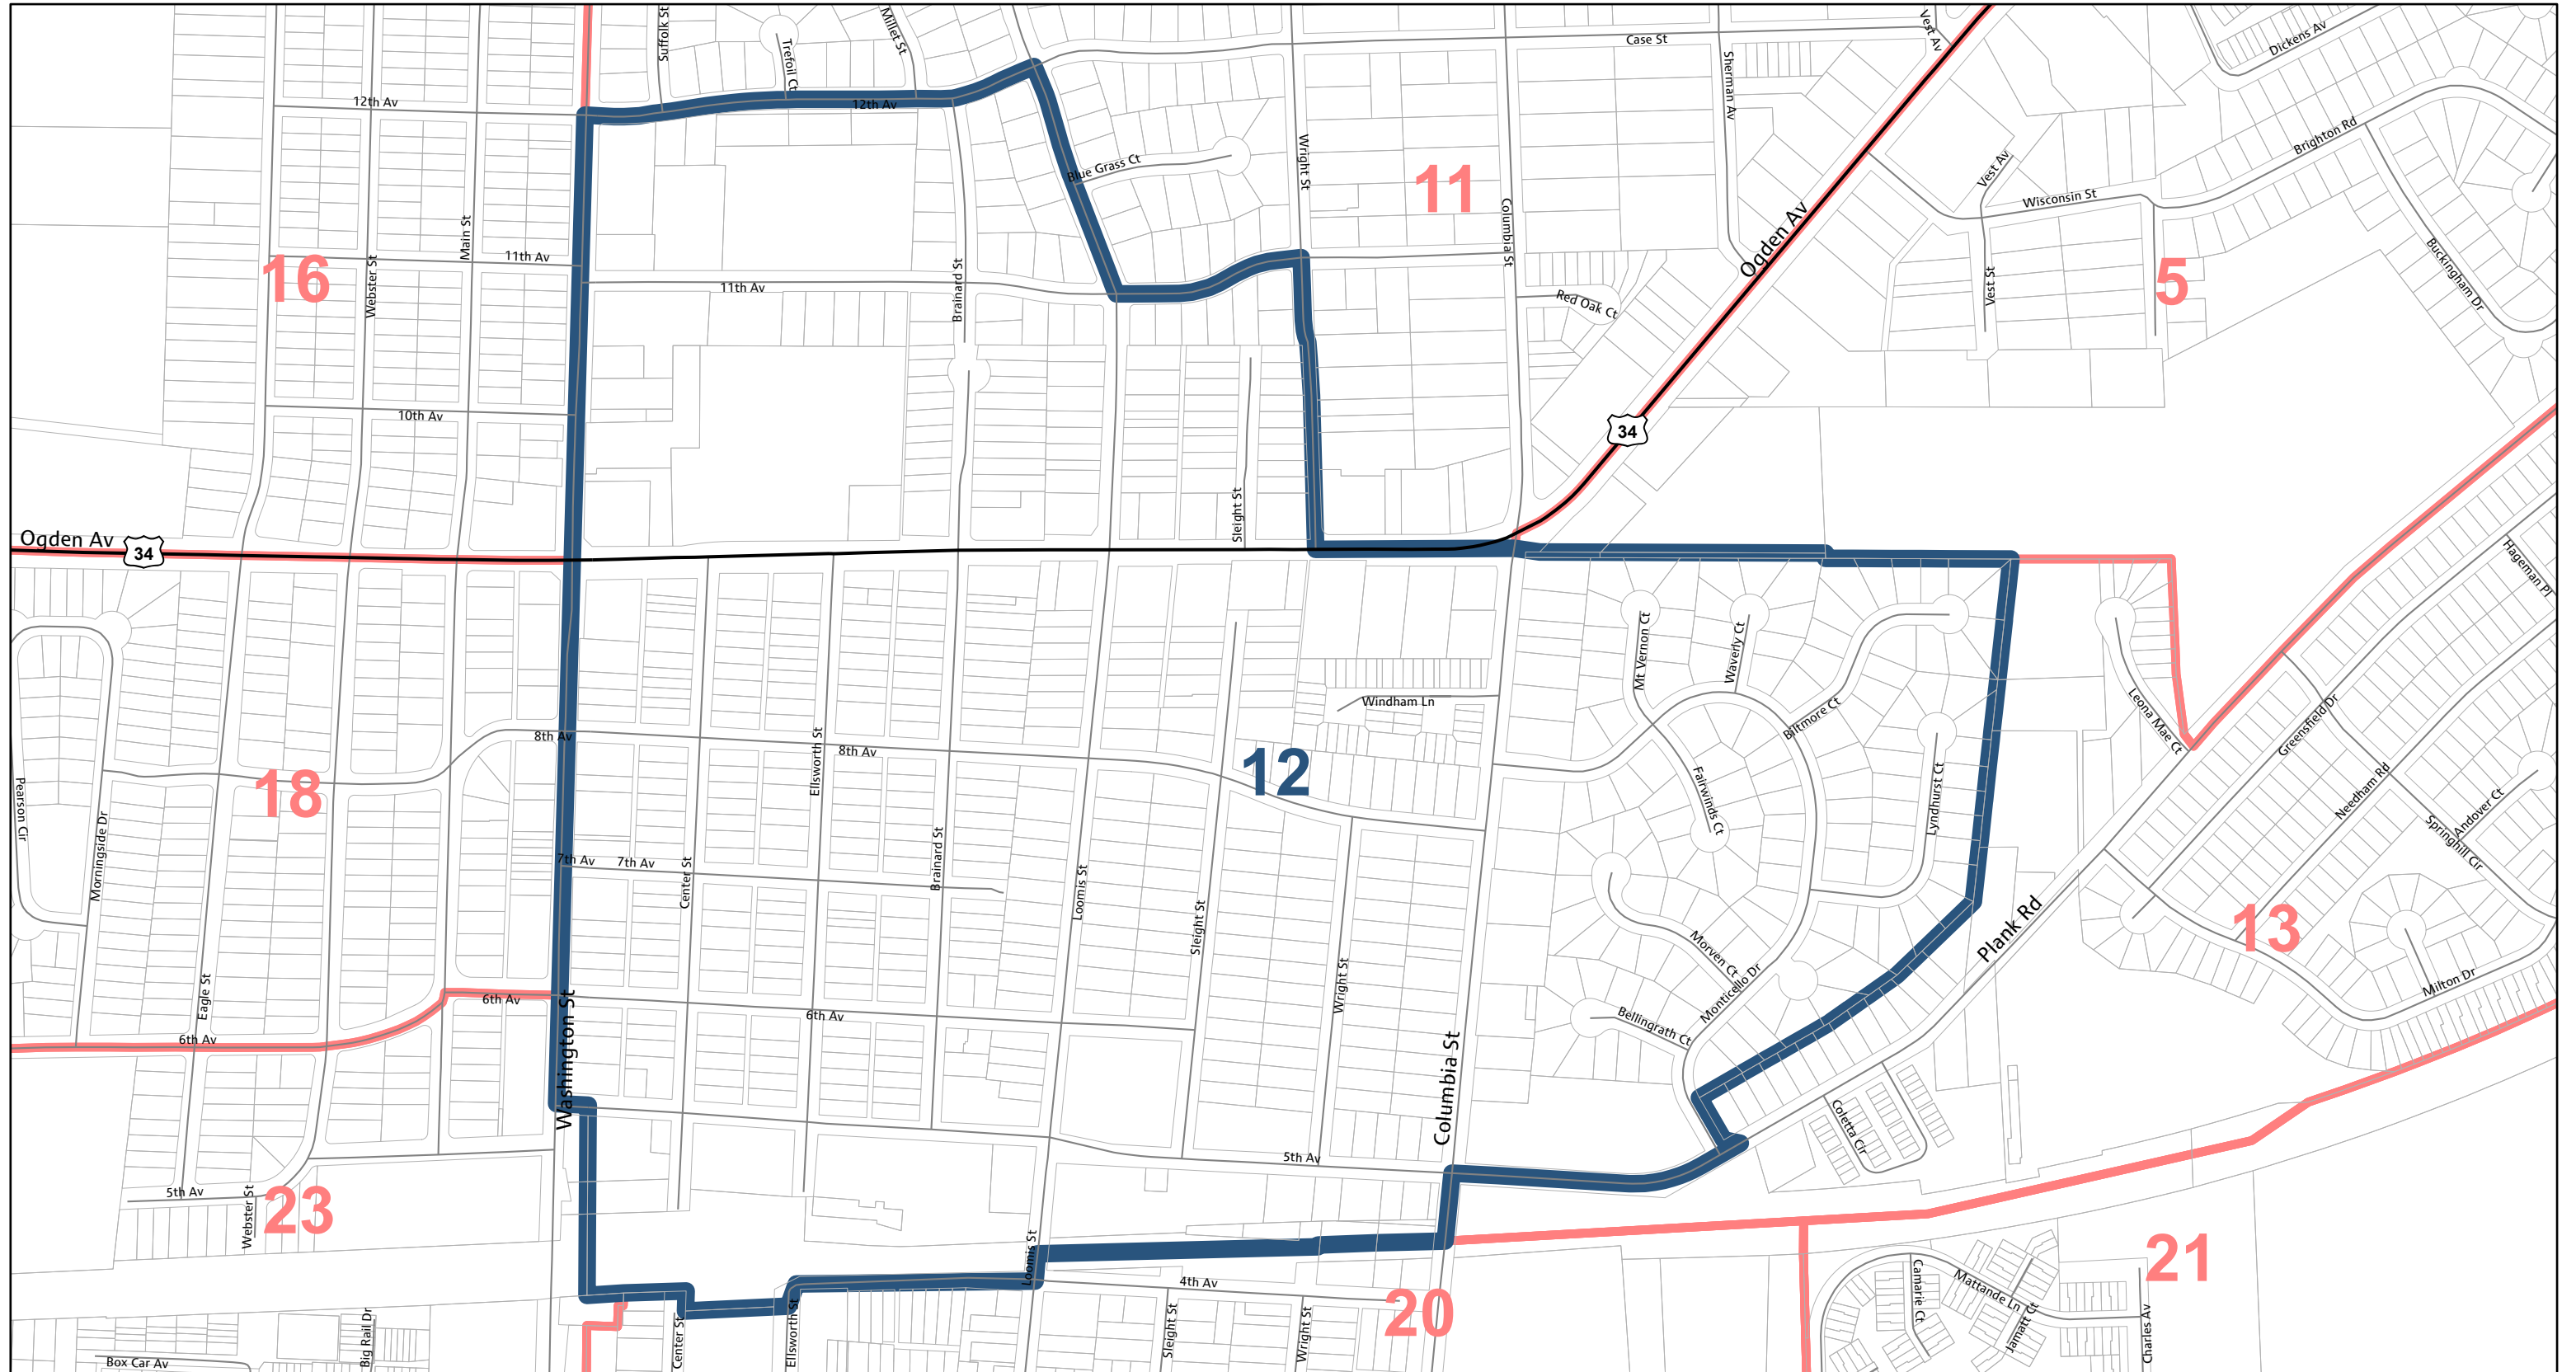 Suffolk St
Trefoil Ct
Millet St
Case St
Vest Av
Dickens Av
12th Av
12th Av
Sherman Av
Brighton Rd
Blue Grass Ct
Wright St
11
Vest Av
Wisconsin St
Main St
Columbia St
Ogden Av
11th Av
16
Webster St
Brainard St
11th Av
Red Oak Ct
Vest St
5
Buckingham Dr
10th Av
34
Sleight St
Ogden Av
34
Hageman Pl
Mt Vernon Ct
Waverly Ct
Windham Ln
Biltmore Ct
Leona Mae Ct
Greensfield Dr
8th Av
8th Av
Ellsworth St
12
18
Pearson Cir
Morningside Dr
Fairwinds Ct
Lyndhurst Ct
Needham Rd
Andover Ct
Springhill Cir
7th Av
7th Av
Center St
Brainard St
Loomis St
Sleight St
Plank Rd
13
Morven Ct
Monticello Dr
Milton Dr
Eagle St
6th Av
Wright St
6th Av
6th Av
Washington St
Bellingrath Ct
Columbia St
Coletta Cir
5th Av
5th Av
Webster St
23
Loomis St
4th Av
20
21
Camarie Ct
Mattande Ln
Jamatt Ct
Charles Av
Big Rail Dr
Box Car Av
Center St
Ellsworth St
Sleight St
Wright St